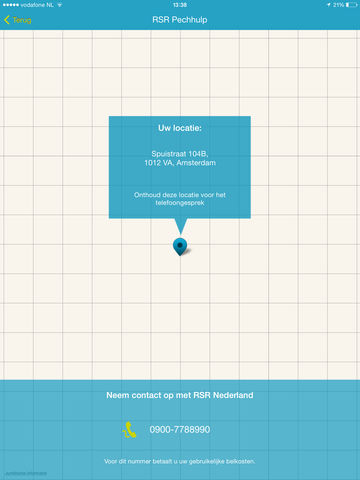 vodafone NL 13:38 21%
Terug RSR Pechhulp
Uw locatie:
Spuistraat 104B,
1012 VA, Amsterdam
Onthoud deze locatie voor het
telefoongesprek
Neem contact op met RSR Nederland
0900-7788990
Voor dit nummer betaalt u uw gebruikelijke belkosten.
Juridische informatie